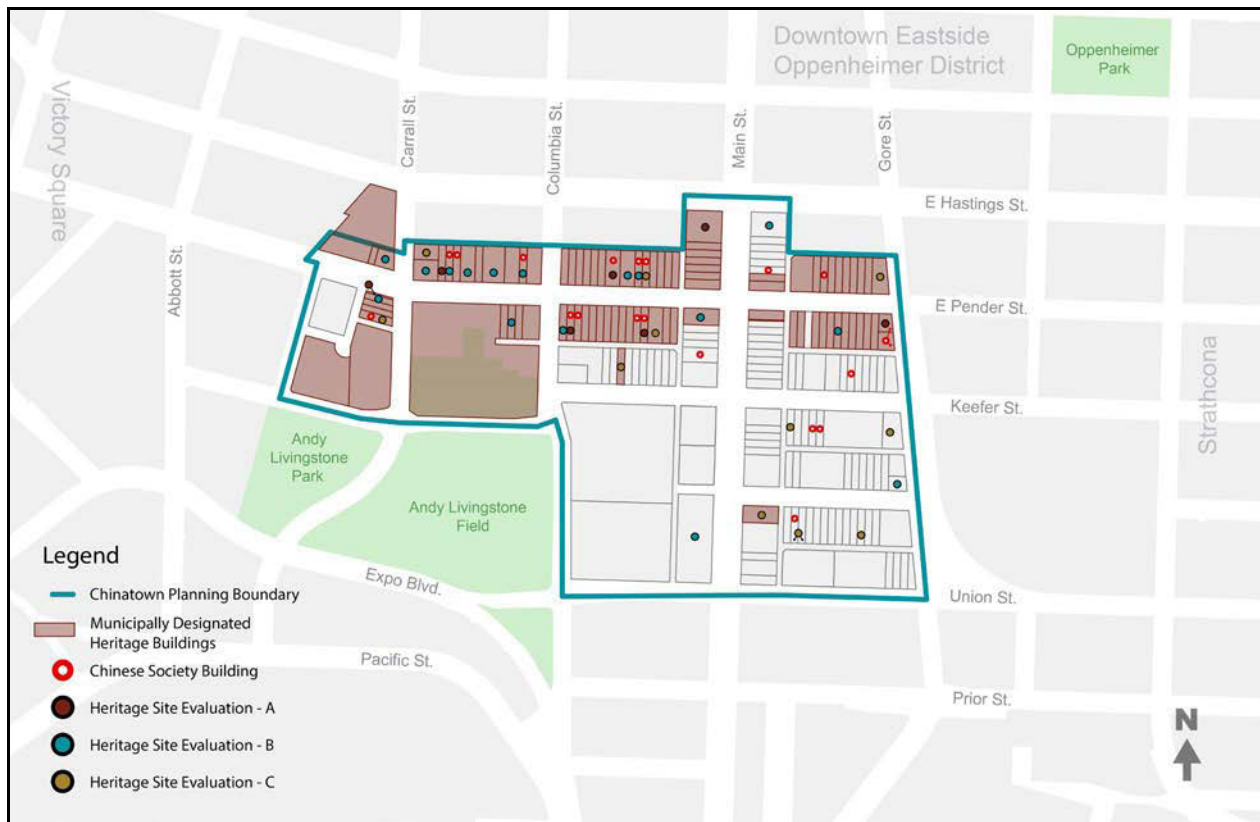 Downtown Eastside
Oppenheimer District
Oppenheimer
Park
Victory Square
Carrall St.
Columbia St.
Main St.
Gore St.
E Hastings St.
Abbott St.
E Pender St.
Keefer St.
Strathcona
Andy
Livingstone
Park
Andy Livingstone
Field
Legend
Chinatown Planning Boundary
Municipally Designated
Heritage Buildings
Chinese Society Building
Heritage Site Evaluation - A
Heritage Site Evaluation - B
Heritage Site Evaluation - C
Expo Blvd.
Pacific St.
Union St.
Prior St.
N